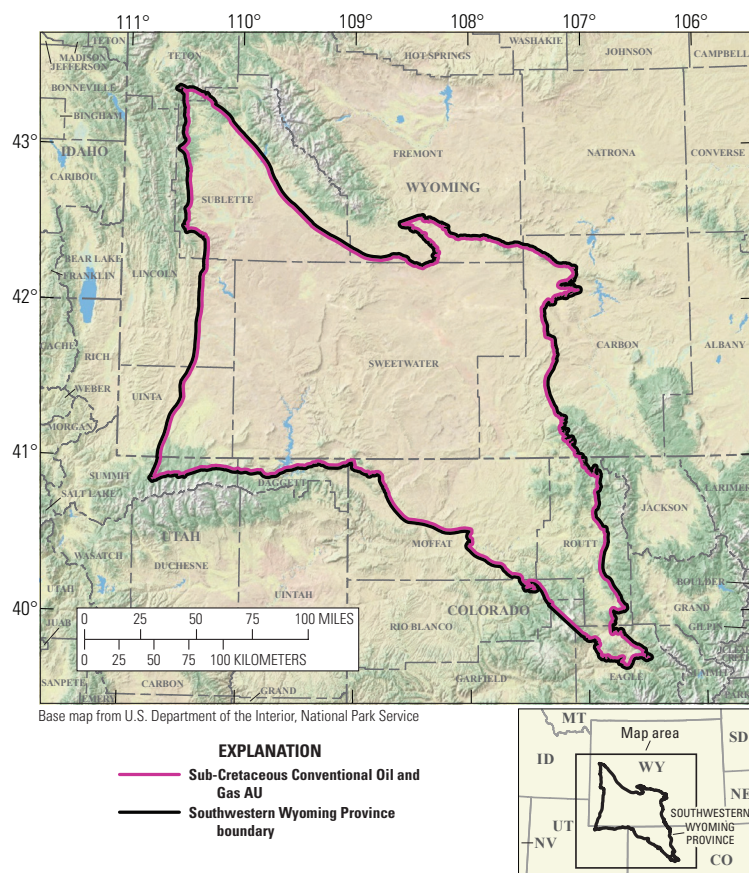 111°
110°
109°
108°
107°
106°
TETON
TETON
WASHAKIE
JOHNSON
CAMPBELL
MADISON
HOT SPRINGS
JEFFERSON
BONNEVILLE
BINGHAM
43°
IDAHO
FREMONT
NATRONA
CONVERSE
CARIBOU
WYOMING
SUBLETTE
BEAR LAKE
FRANKLIN
LINCOLN
42°
CARBON
ALBANY
RICH
SWEETWATER
WEBER
UINTA
MORGAN
41°
SUMMIT
DAGGETT
LARIMER
SALT LAKE
JACKSON
UTAH
MOFFAT
ROUTT
WASATCH
DUCHESNE
BOULDER
UTAH
UINTAH
40°
COLORADO
GRAND
JUAB
RIO BLANCO
GILPIN
EAGLE
SUMMIT
SANPETE
CARBON
GARFIELD
EMERY
GRAND
0 25 50 75 100 MILES
0 25 50 75 100 KILOMETERS
Base map from U.S. Department of the Interior, National Park Service
EXPLANATION
Sub-Cretaceous Conventional Oil and
Gas AU
Southwestern Wyoming Province
boundary
MT
Map area
SD
ID
WY
NE
SOUTHWESTERN
WYOMING
PROVINCE
UT
NV
CO